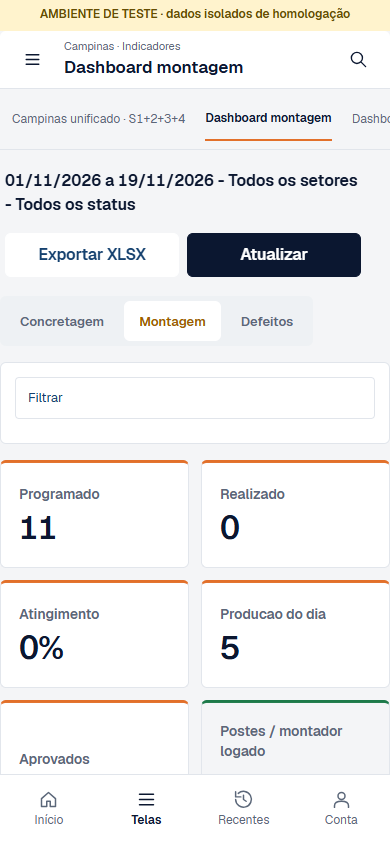 AMBIENTE DE TESTE · dados isolados de homologação
Campinas · Indicadores
Dashboard montagem
Campinas unificado · S1+2+3+4
Dashboard montagem
Dashbo
01/11/2026 a 19/11/2026 - Todos os setores
- Todos os status
Exportar XLSX
Atualizar
Concretagem
Montagem
Defeitos
Filtrar
Programado
11
Realizado
0
Atingimento
0%
Producao do dia
5
Aprovados
Postes / montador
logado
Início
Telas
Recentes
Conta